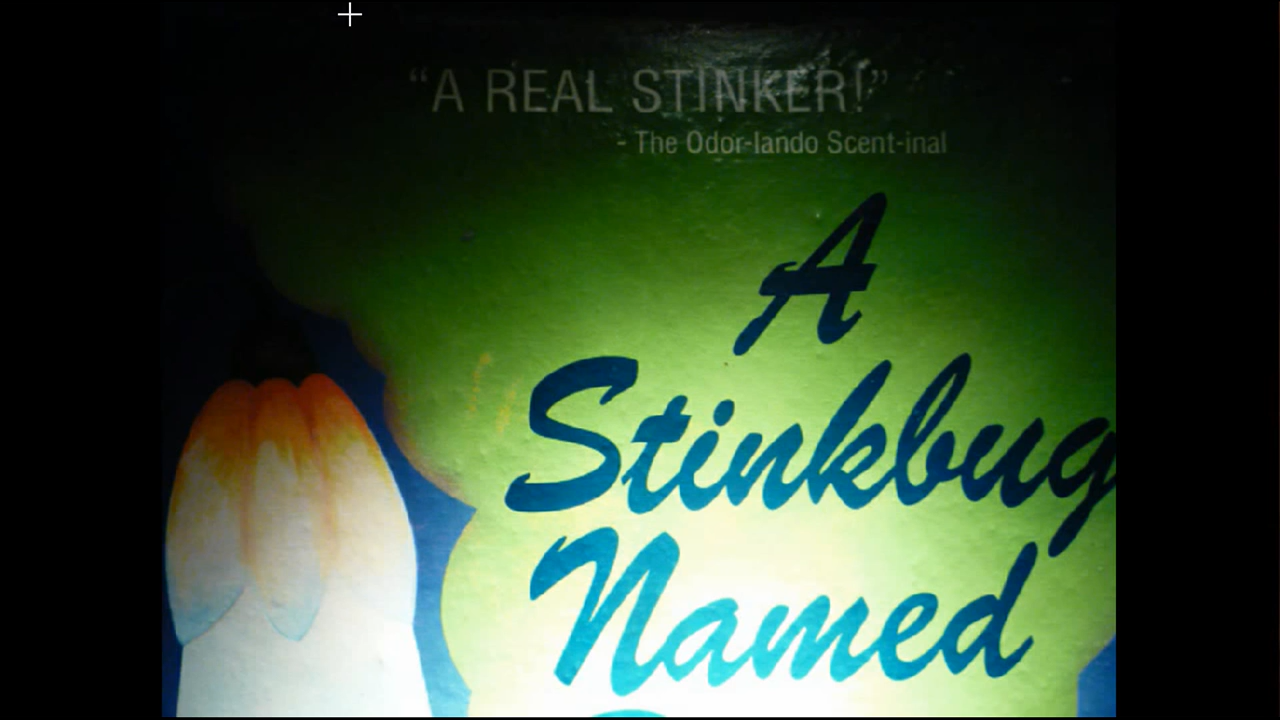 “A REAL STINKER!”
- The Odor-lando Scent-inal
A
Stinkbug
Named